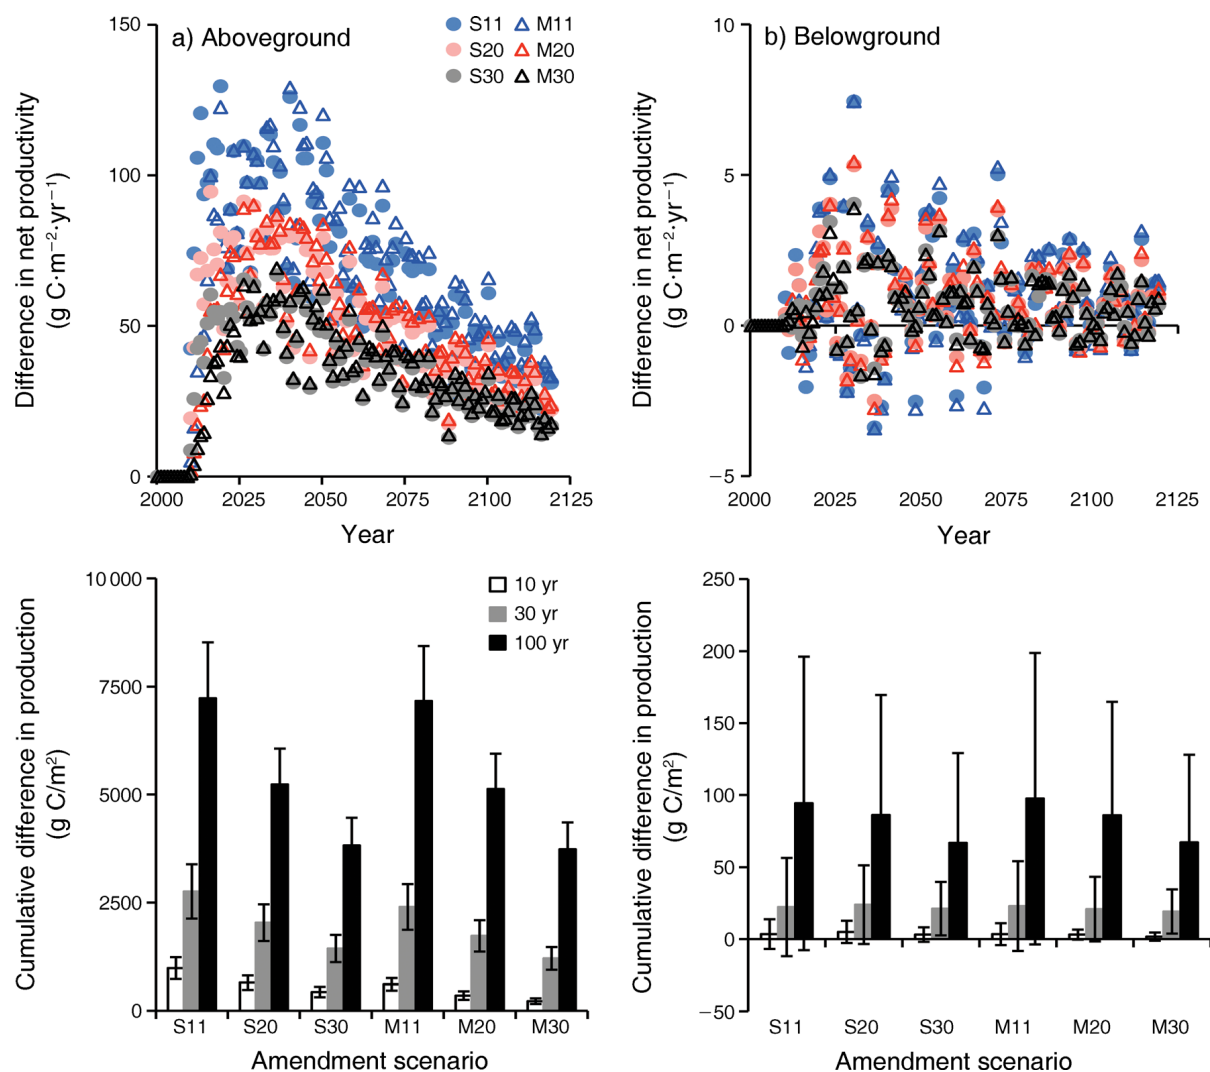 a) Aboveground
S11 M11
S20 M20
S30 M30
150
100
50
0
Difference in net productivity
(g C·m−2·yr−1)
2000 2025 2050 2075 2100 2125
Year
b) Belowground
10
5
0
−5
Difference in net productivity
(g C·m−2·yr−1)
2000 2025 2050 2075 2100 2125
Year
10 yr
30 yr
100 yr
10 000
7500
5000
2500
0
Cumulative difference in production
(g C/m2)
S11 S20 S30 M11 M20 M30
Amendment scenario
250
200
150
100
50
0
−50
Cumulative difference in production
(g C/m2)
S11 S20 S30 M11 M20 M30
Amendment scenario